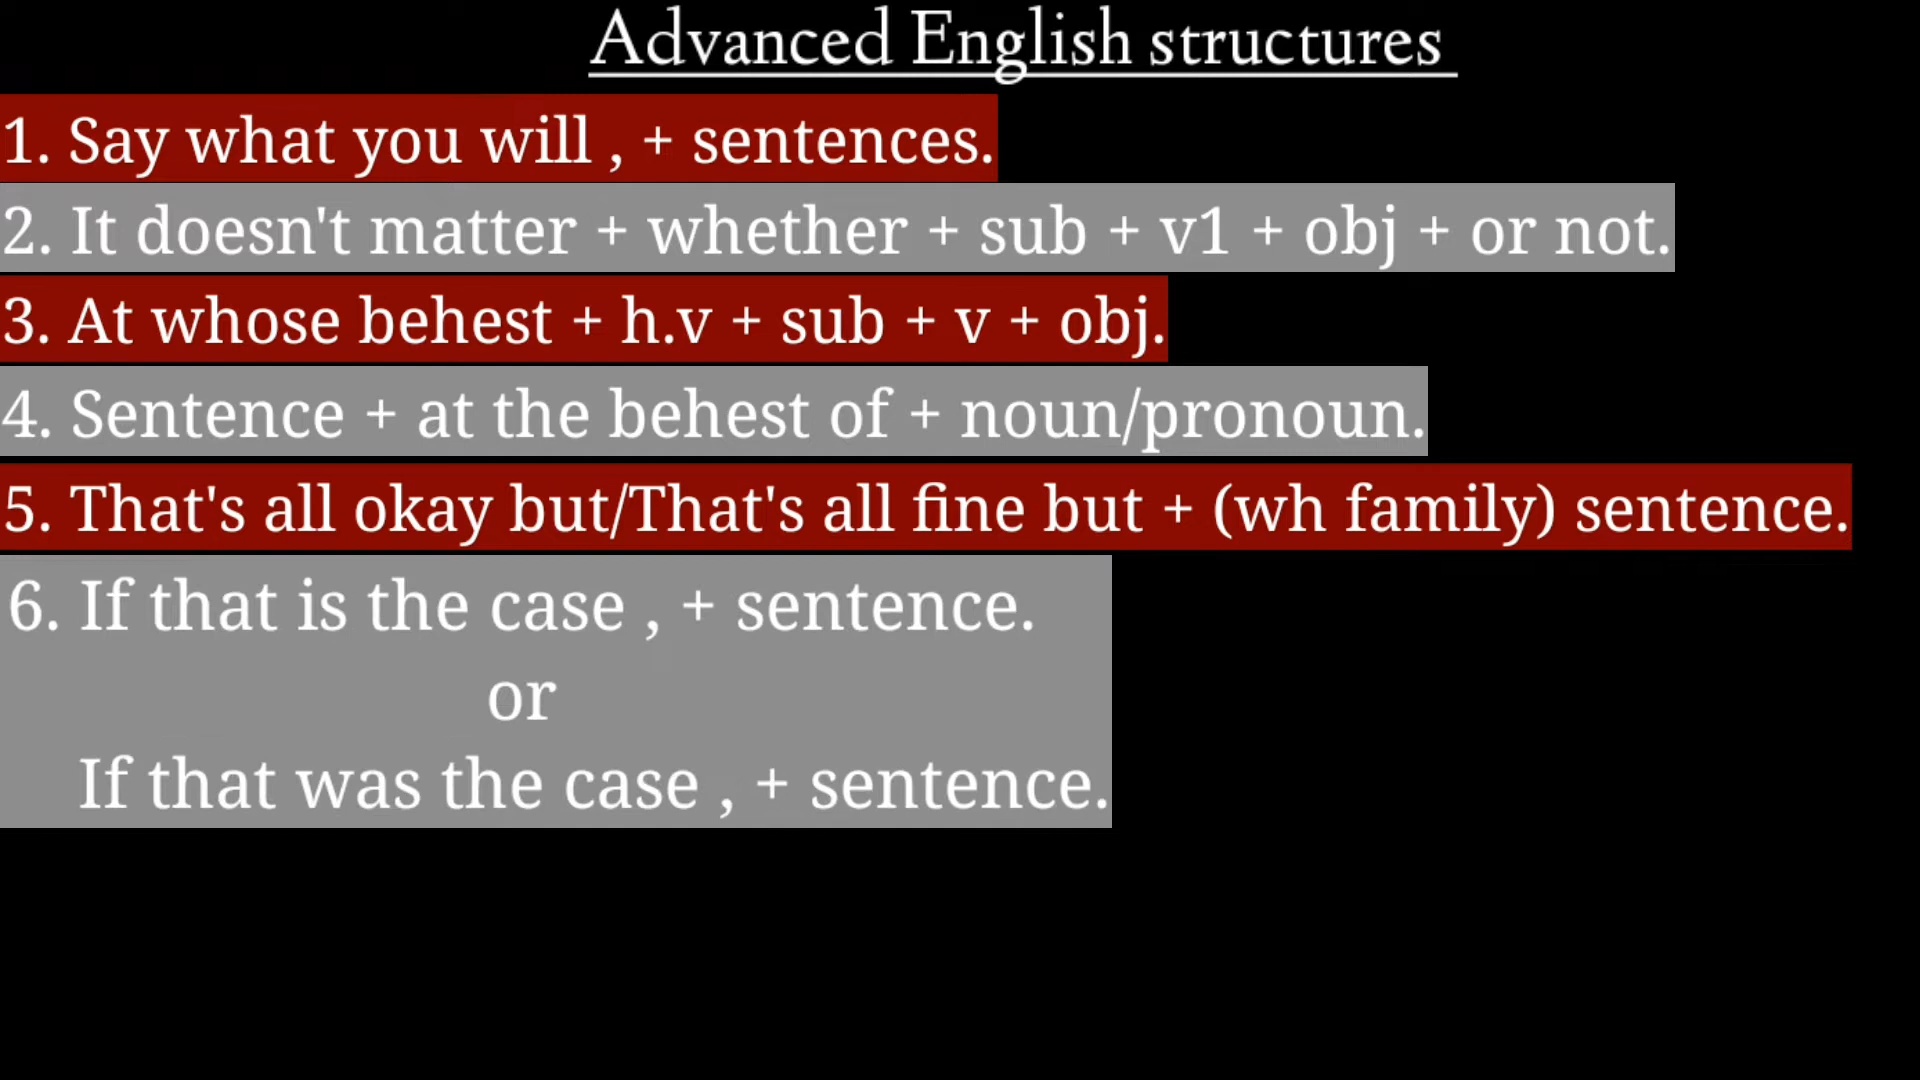 Advanced English structures
1. Say what you will , + sentences.
2. It doesn't matter + whether + sub + v1 + obj + or not.
3. At whose behest + h.v + sub + v + obj.
4. Sentence + at the behest of + noun/pronoun.
5. That's all okay but/That's all fine but + (wh family) sentence.
6. If that is the case , + sentence.
or
If that was the case , + sentence.